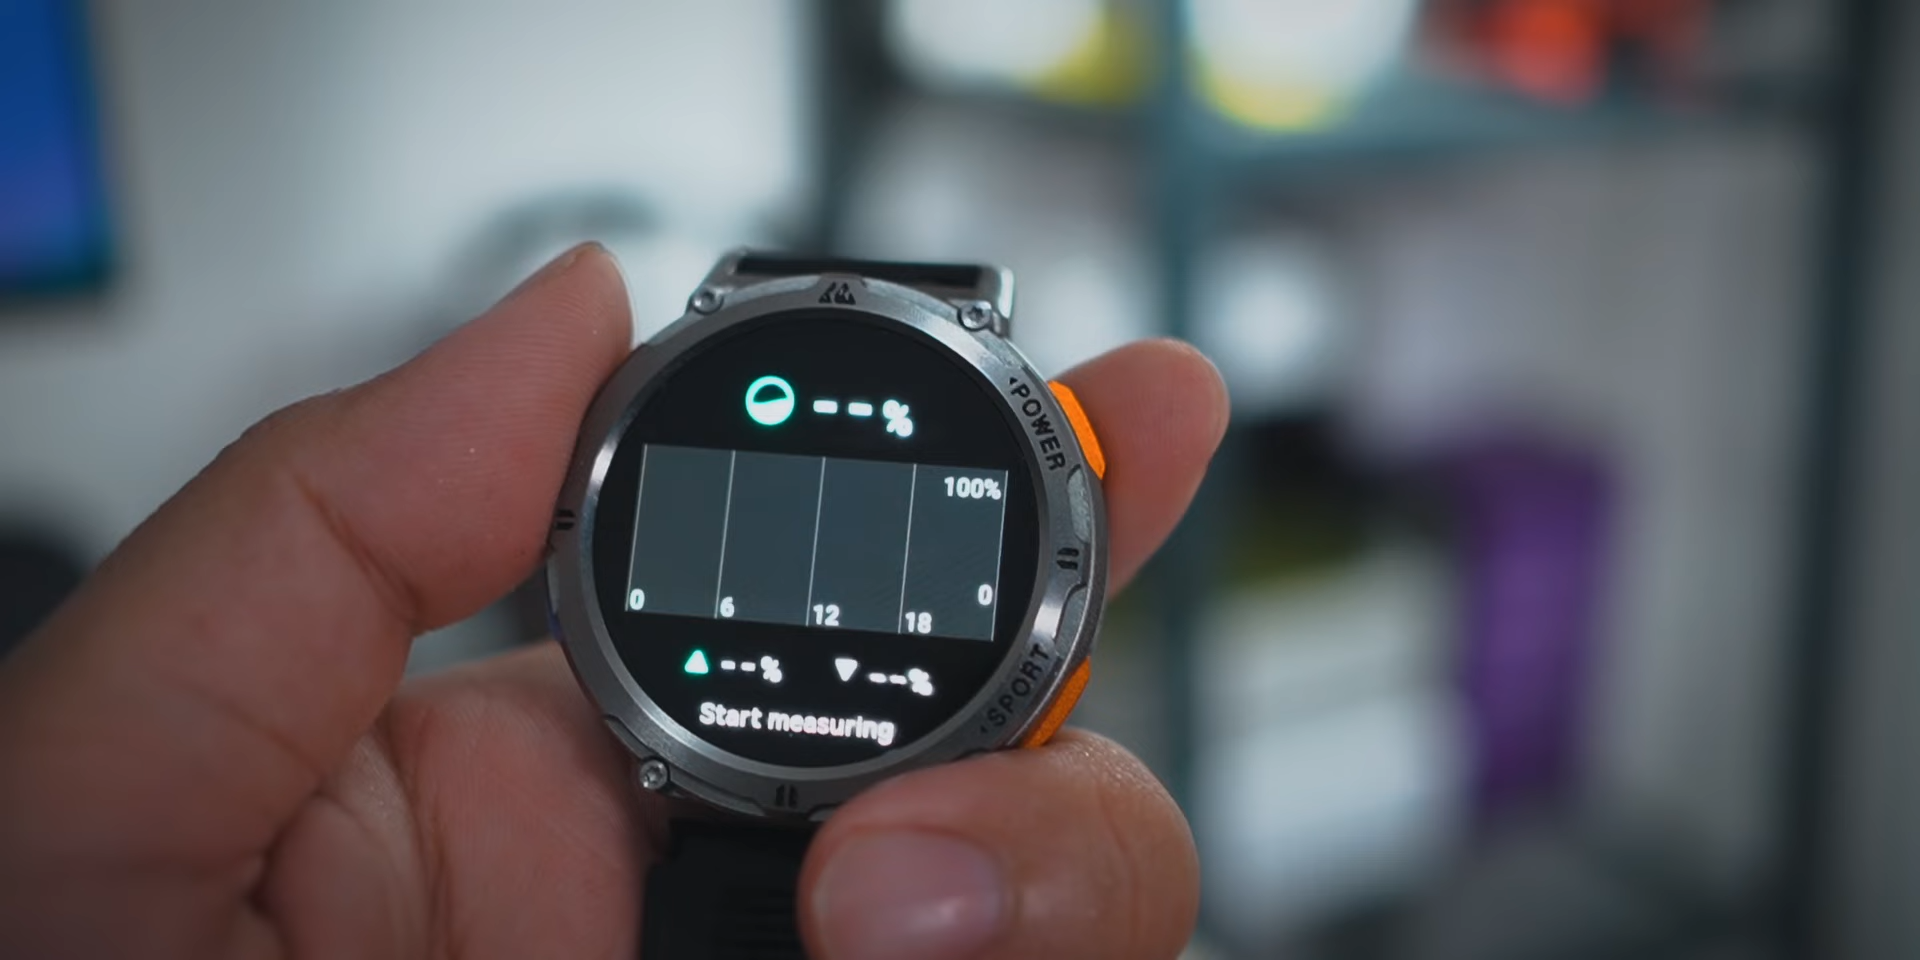 --%
100%
0
0 6 12 18
--% --%
Start measuring
POWER
SPORT